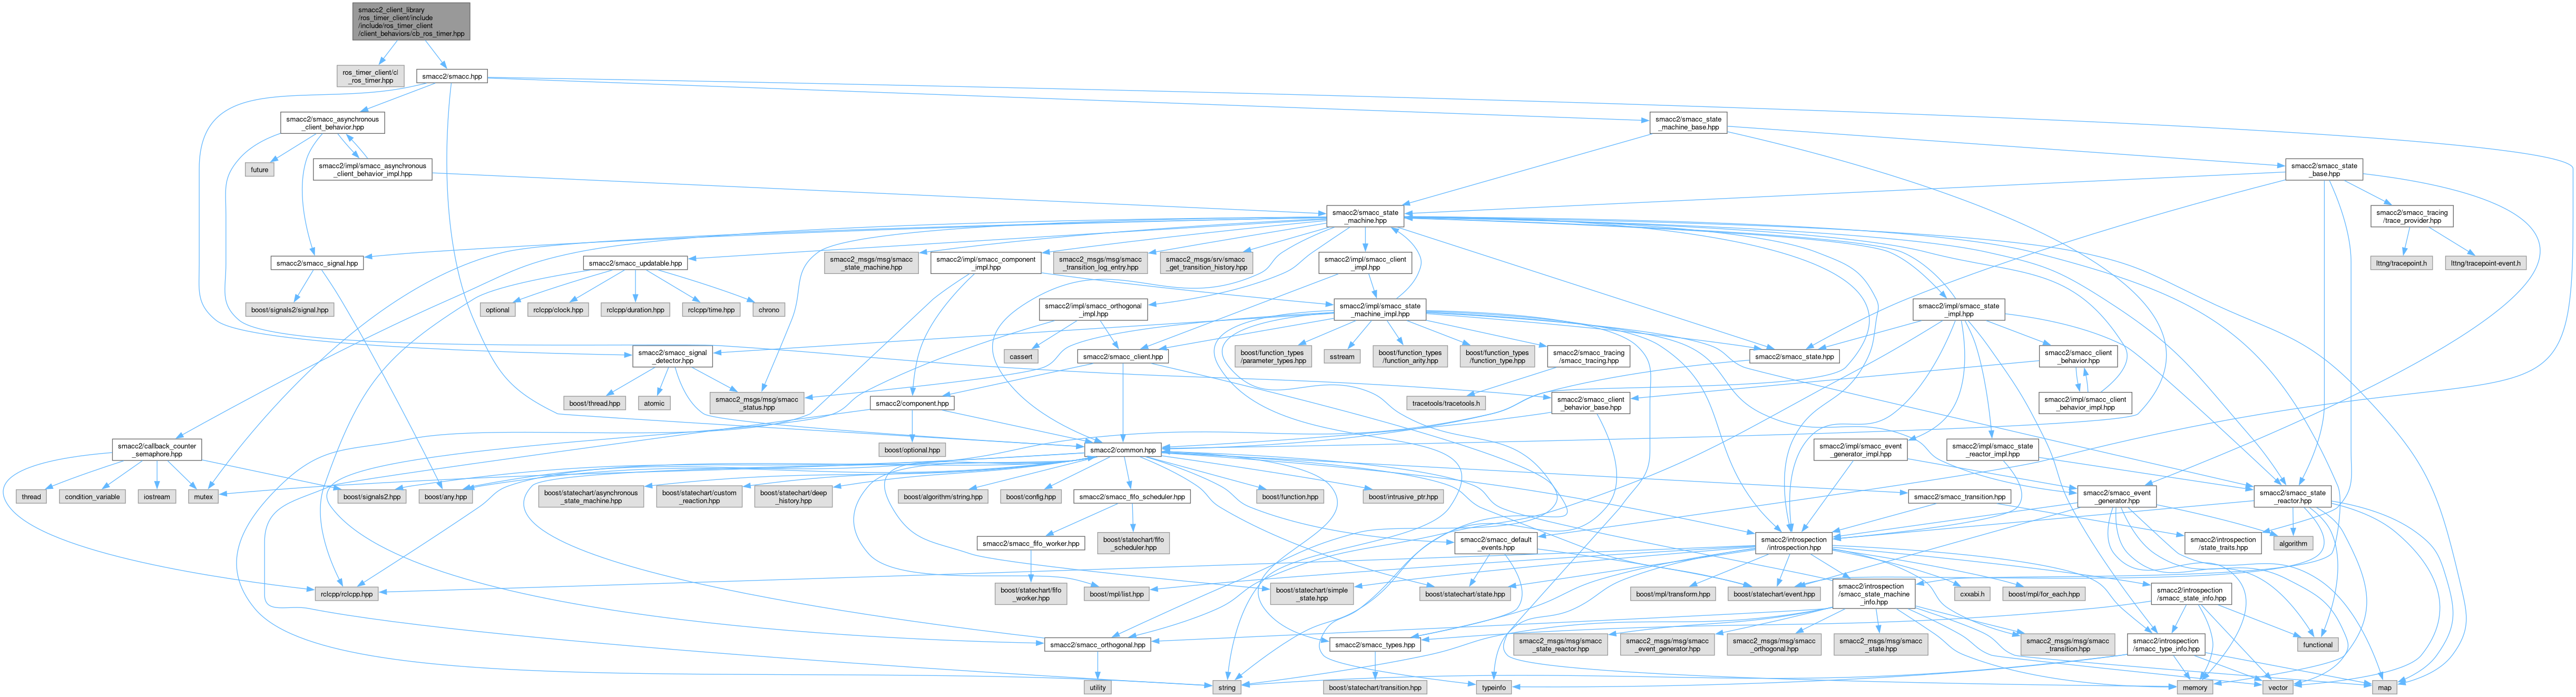 smacc2_client_library
/ros_timer_client/include
/include/ros_timer_client
/client_behaviors/cb_ros_timer.hpp
ros_timer_client/cl
_ros_timer.hpp
smacc2/smacc.hpp
smacc2/smacc_asynchronous
_client_behavior.hpp
smacc2/smacc_state
_machine_base.hpp
future
smacc2/impl/smacc_asynchronous
_client_behavior_impl.hpp
smacc2/smacc_state
_base.hpp
smacc2/smacc_state
_machine.hpp
smacc2/smacc_tracing
/trace_provider.hpp
smacc2/smacc_signal.hpp
smacc2/smacc_updatable.hpp
smacc2_msgs/msg/smacc
_state_machine.hpp
smacc2/impl/smacc_component
_impl.hpp
smacc2_msgs/msg/smacc
_transition_log_entry.hpp
smacc2_msgs/srv/smacc
_get_transition_history.hpp
smacc2/impl/smacc_client
_impl.hpp
lttng/tracepoint.h
lttng/tracepoint-event.h
boost/signals2/signal.hpp
optional
rclcpp/clock.hpp
rclcpp/duration.hpp
rclcpp/time.hpp
chrono
smacc2/impl/smacc_orthogonal
_impl.hpp
smacc2/impl/smacc_state
_machine_impl.hpp
smacc2/impl/smacc_state
_impl.hpp
smacc2/smacc_signal
_detector.hpp
cassert
smacc2/smacc_client.hpp
boost/function_types
/parameter_types.hpp
sstream
boost/function_types
/function_arity.hpp
boost/function_types
/function_type.hpp
smacc2/smacc_tracing
/smacc_tracing.hpp
smacc2/smacc_state.hpp
smacc2/smacc_client
_behavior.hpp
boost/thread.hpp
atomic
smacc2_msgs/msg/smacc
_status.hpp
smacc2/component.hpp
tracetools/tracetools.h
smacc2/smacc_client
_behavior_base.hpp
smacc2/impl/smacc_client
_behavior_impl.hpp
smacc2/callback_counter
_semaphore.hpp
boost/optional.hpp
smacc2/common.hpp
smacc2/impl/smacc_event
_generator_impl.hpp
smacc2/impl/smacc_state
_reactor_impl.hpp
thread
condition_variable
iostream
mutex
boost/signals2.hpp
boost/any.hpp
boost/statechart/asynchronous
_state_machine.hpp
boost/statechart/custom
_reaction.hpp
boost/statechart/deep
_history.hpp
boost/algorithm/string.hpp
boost/config.hpp
smacc2/smacc_fifo_scheduler.hpp
boost/function.hpp
boost/intrusive_ptr.hpp
smacc2/smacc_transition.hpp
smacc2/smacc_event
_generator.hpp
smacc2/smacc_state
_reactor.hpp
smacc2/smacc_fifo_worker.hpp
boost/statechart/fifo
_scheduler.hpp
smacc2/smacc_default
_events.hpp
smacc2/introspection
/introspection.hpp
smacc2/introspection
/state_traits.hpp
algorithm
rclcpp/rclcpp.hpp
boost/statechart/fifo
_worker.hpp
boost/mpl/list.hpp
boost/statechart/simple
_state.hpp
boost/statechart/state.hpp
boost/mpl/transform.hpp
boost/statechart/event.hpp
smacc2/introspection
/smacc_state_machine
_info.hpp
cxxabi.h
boost/mpl/for_each.hpp
smacc2/introspection
/smacc_state_info.hpp
smacc2/smacc_orthogonal.hpp
smacc2/smacc_types.hpp
smacc2_msgs/msg/smacc
_state_reactor.hpp
smacc2_msgs/msg/smacc
_event_generator.hpp
smacc2_msgs/msg/smacc
_orthogonal.hpp
smacc2_msgs/msg/smacc
_state.hpp
smacc2_msgs/msg/smacc
_transition.hpp
smacc2/introspection
/smacc_type_info.hpp
functional
utility
string
boost/statechart/transition.hpp
typeinfo
memory
vector
map